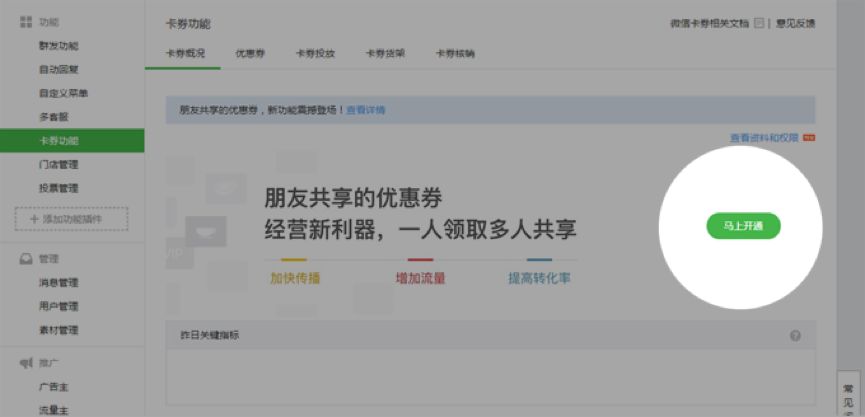 功能
群发功能
自动回复
自定义菜单
多客服
卡券功能
门店管理
投票管理
添加功能插件
管理
消息管理
用户管理
素材管理
推广
广告主
流量主
卡券功能
微信卡券相关文档 | 意见反馈
卡券概况 优惠券 卡券投放 卡券货架 卡券核销
朋友共享的优惠券，新功能震撼登场！查看详情
查看资料和权限
VIP
朋友共享的优惠券
经营新利器，一人领取多人共享
加快传播 增加流量 提高转化率
马上开通
昨日关键指标
常见